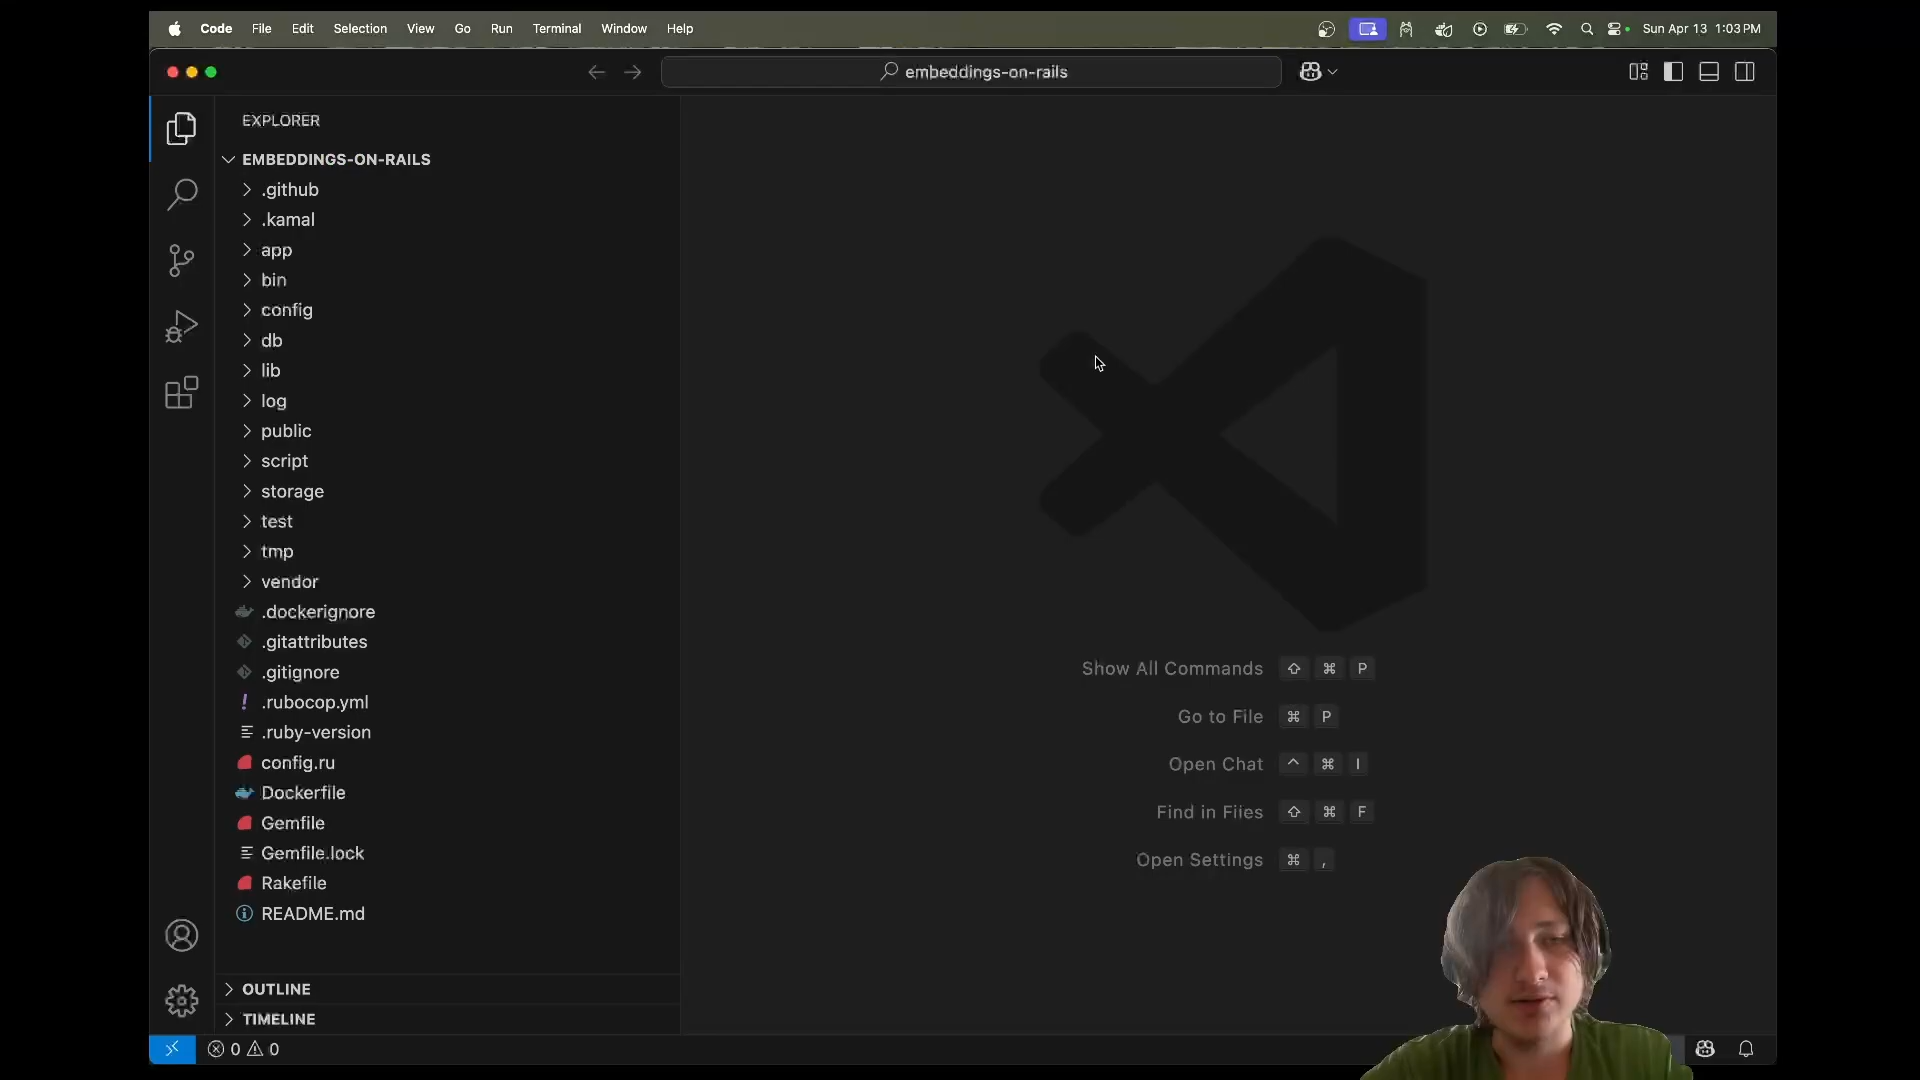 Code File Edit Selection View Go Run Terminal Window Help Sun Apr 13 1:03 PM
embeddings-on-rails
EXPLORER
EMBEDDINGS-ON-RAILS
.github
.kamal
app
bin
config
db
lib
log
public
script
storage
test
tmp
vendor
.dockerignore
.gitattributes
.gitignore
.rubocop.yml
.ruby-version
config.ru
Dockerfile
Gemfile
Gemfile.lock
Rakefile
README.md
OUTLINE
TIMELINE
Show All Commands ⇧ ⌘ P
Go to File ⌘ P
Open Chat ^ ⌘ I
Find in Files ⇧ ⌘ F
Open Settings ⌘ ,
0 0